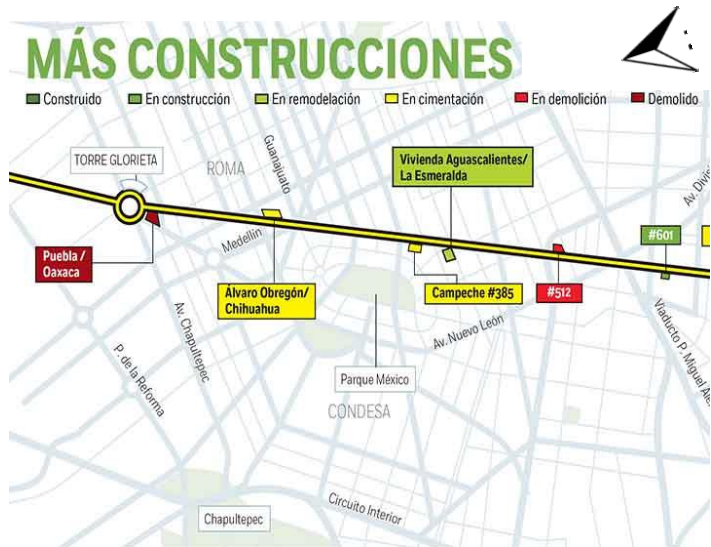 MÁS CONSTRUCCIONES
Construido
En construcción
En remodelación
En cimentación
En demolición
Demolido
TORRE GLORIETA
ROMA
Guanajuato
Vivienda Aguascalientes/
La Esmeralda
Av. Divisi
Puebla /
Oaxaca
Medellín
#601
Álvaro Obregón/
Chihuahua
Campeche #385
#512
Av. Chapultepec
Av. Nuevo León
Viaducto P. Miguel Alem
P. de la Reforma
Parque México
CONDESA
Chapultepec
Circuito Interior